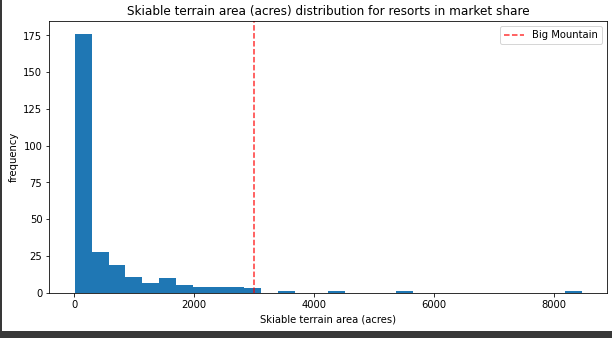 Skiable terrain area (acres) distribution for resorts in market share
Big Mountain
frequency
175
150
125
100
75
50
25
0
0 2000 4000 6000 8000
Skiable terrain area (acres)